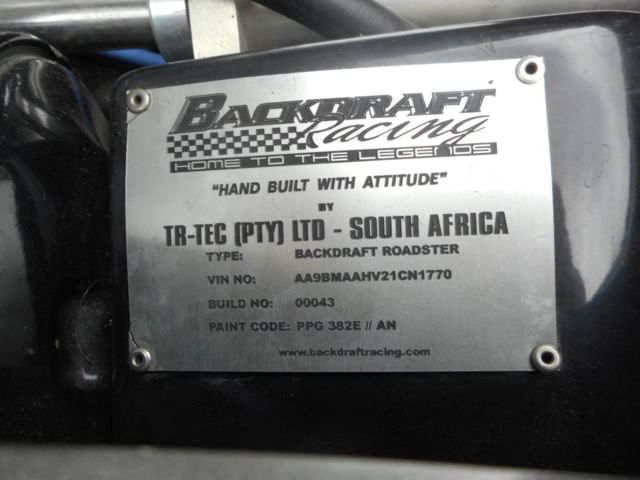 BACKDRAFT
Racing
HOME TO THE LEGENDS
"HAND BUILT WITH ATTITUDE"
BY
TR-TEC (PTY) LTD - SOUTH AFRICA
TYPE: BACKDRAFT ROADSTER
VIN NO: AA9BMAAHV21CN1770
BUILD NO: 00043
PAINT CODE: PPG 382E // AN
www.backdraftracing.com